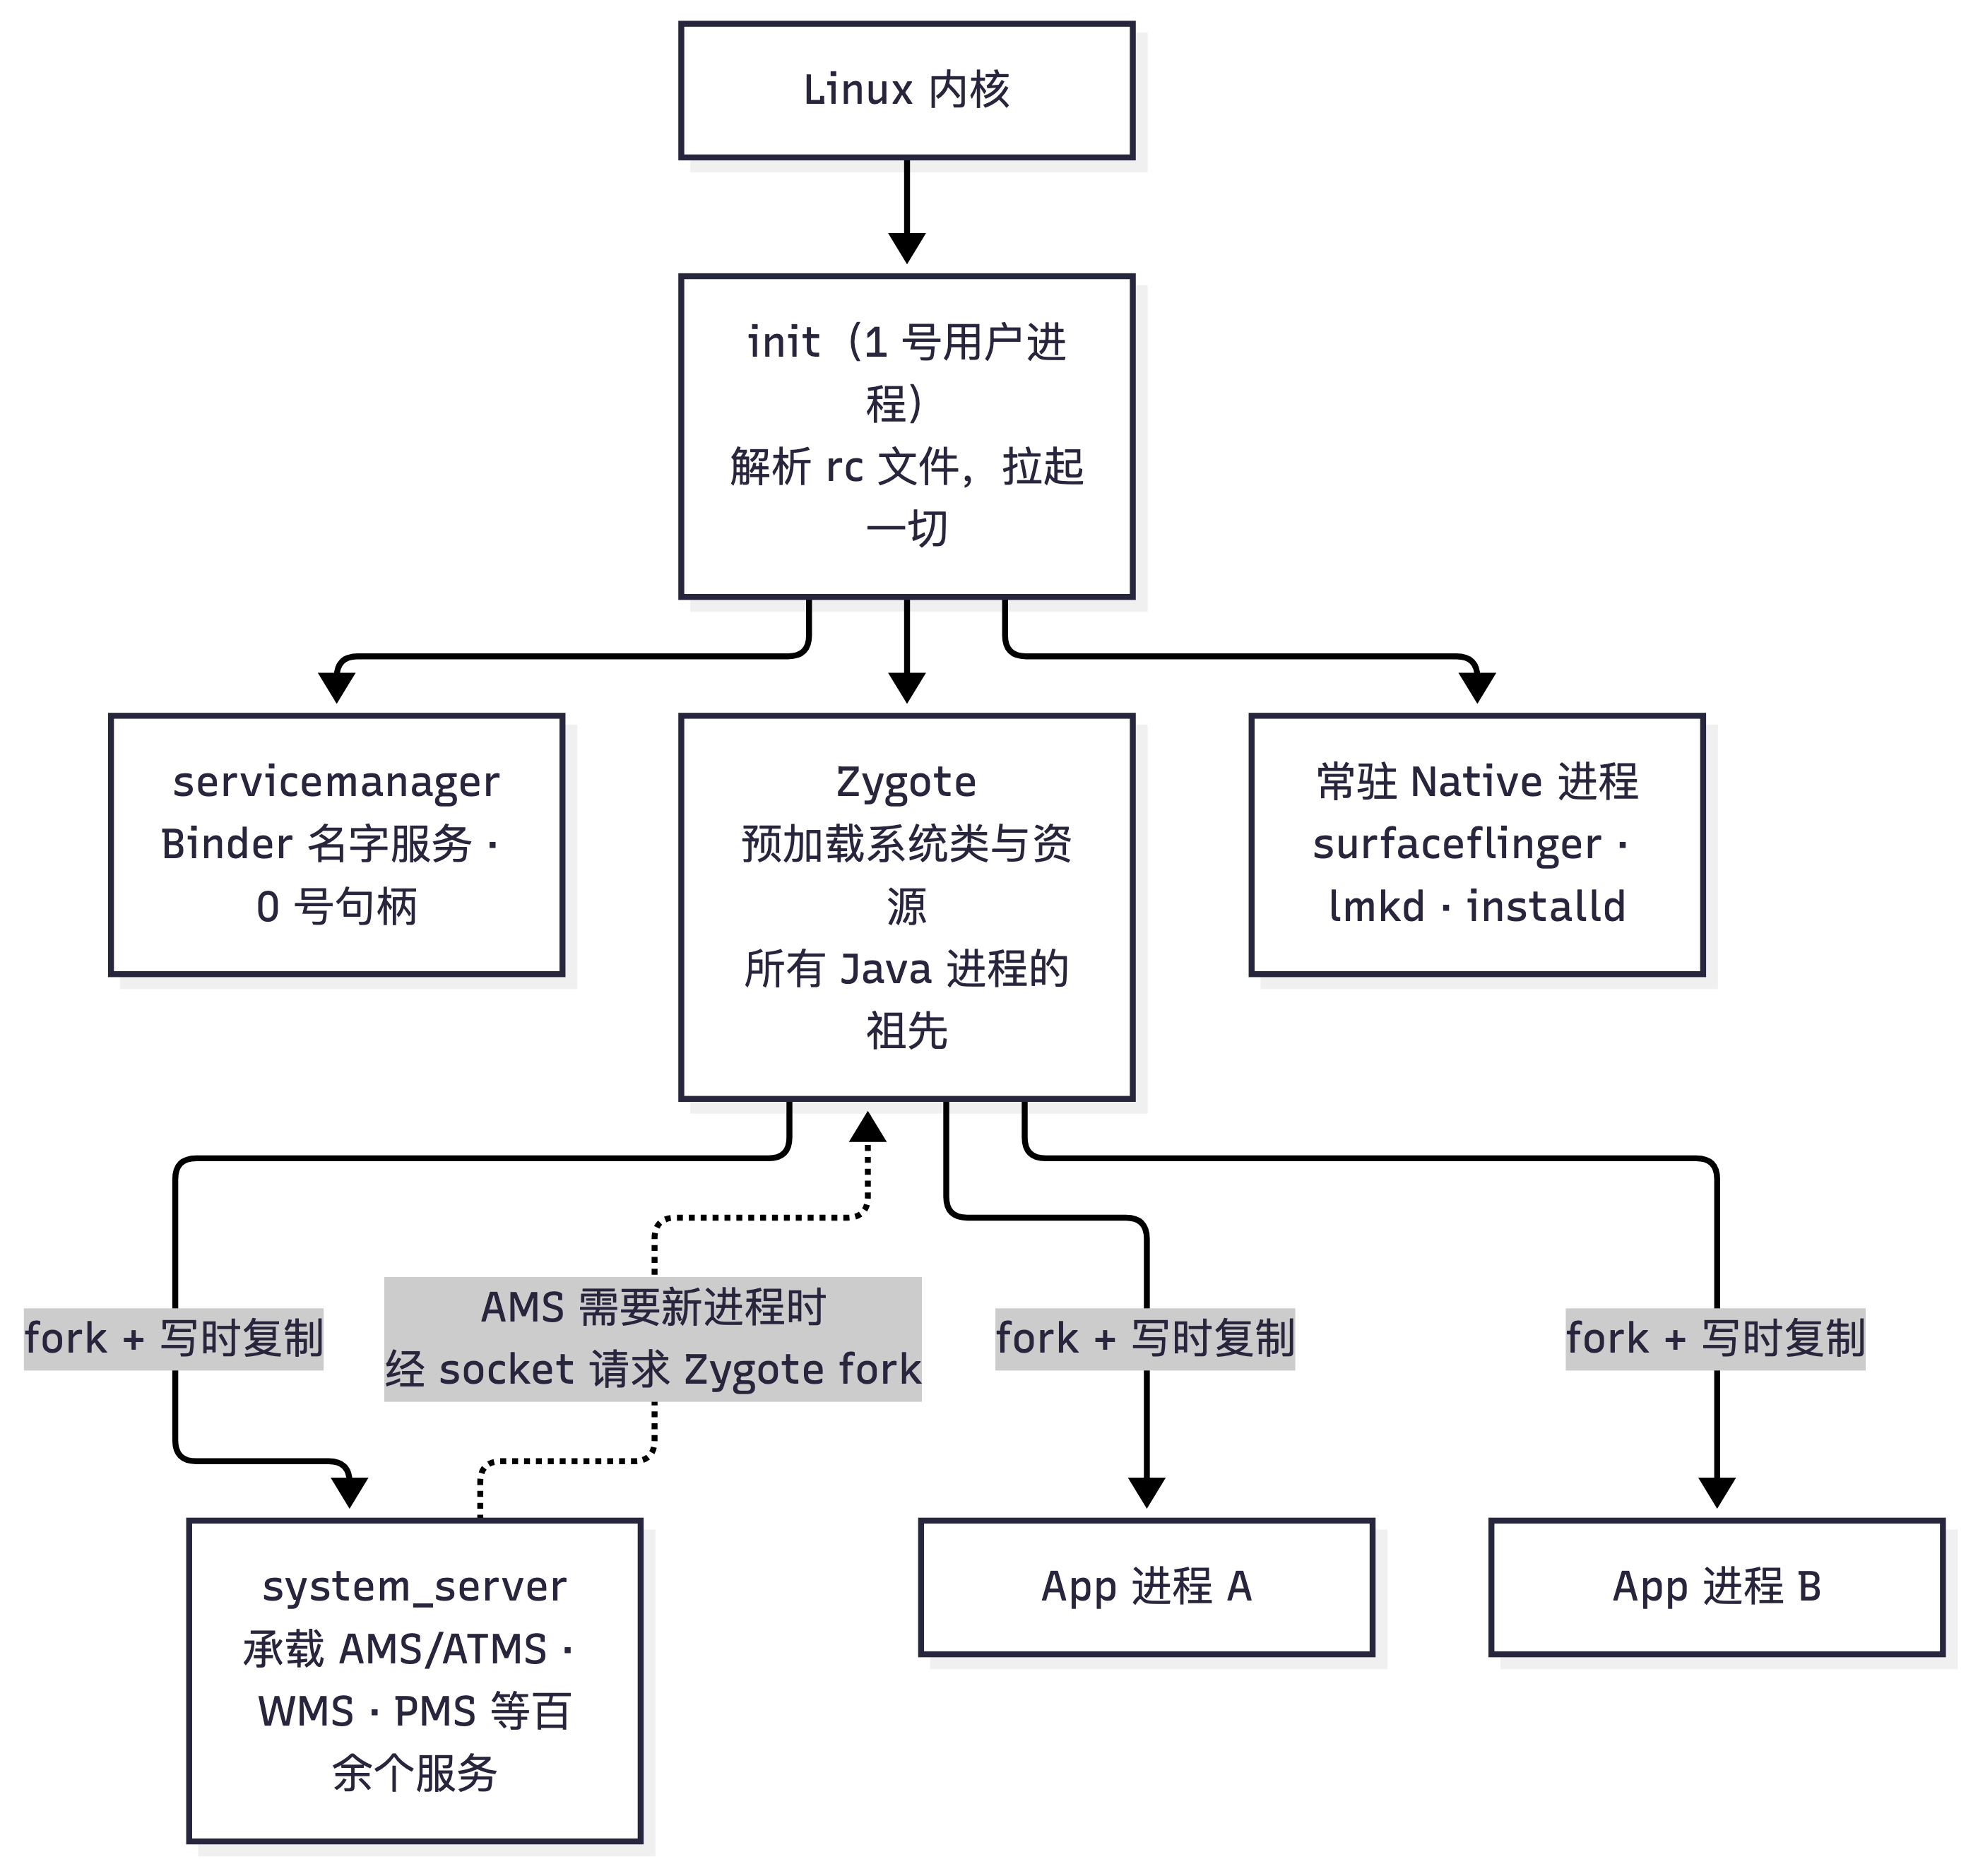 Linux 内核
init（1 号用户进
程）
解析 rc 文件，拉起
一切
servicemanager
Binder 名字服务 ·
0 号句柄
Zygote
预加载系统类与资
源
所有 Java 进程的
祖先
常驻 Native 进程
surfaceflinger ·
lmkd · installd
fork + 写时复制
AMS 需要新进程时
经 socket 请求 Zygote fork
fork + 写时复制
fork + 写时复制
system_server
承载 AMS/ATMS ·
WMS · PMS 等百
余个服务
App 进程 A
App 进程 B